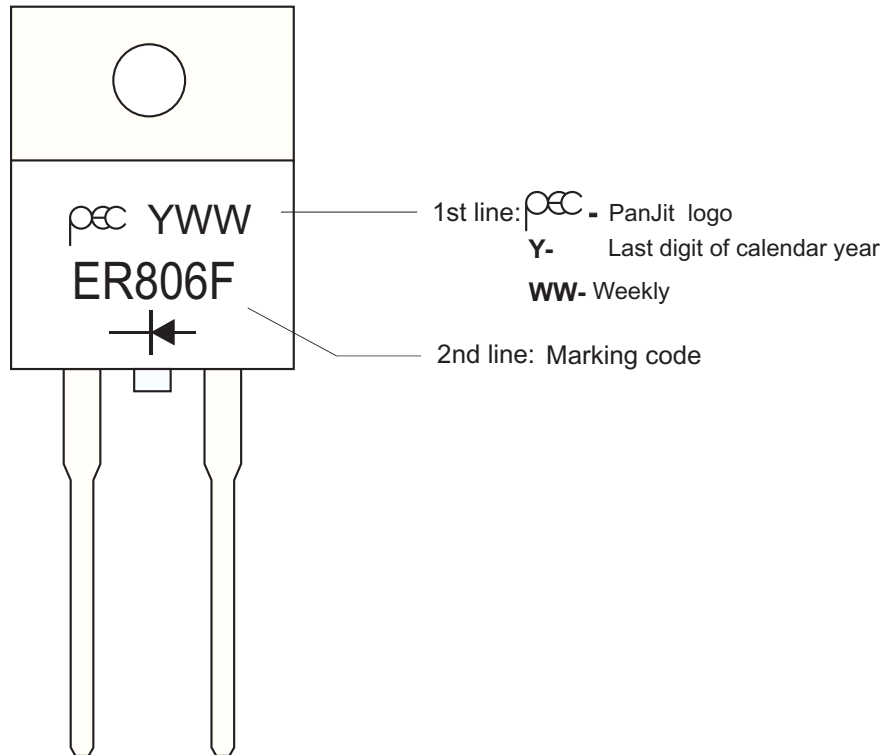 PEC YWW
ER806F
1st line: PEC - PanJit logo
Y- Last digit of calendar year
WW- Weekly
2nd line: Marking code